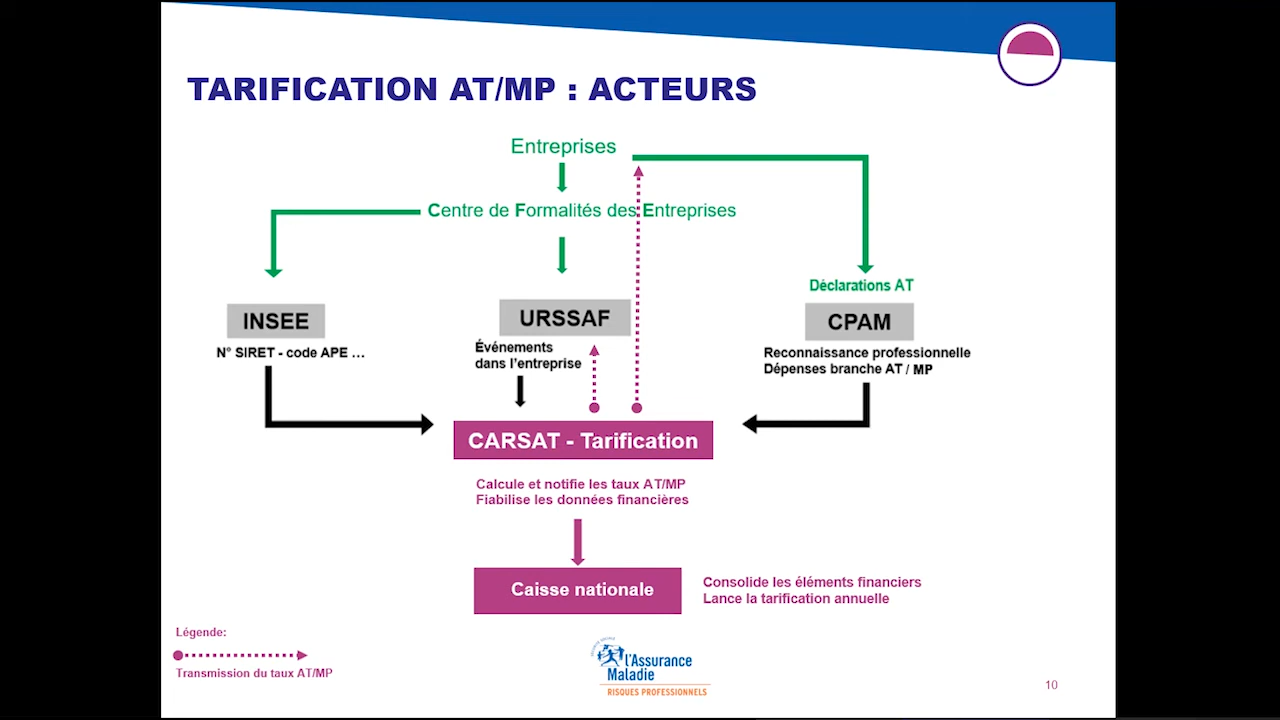 TARIFICATION AT/MP : ACTEURS
Entreprises
Centre de Formalités des Entreprises
Déclarations AT
INSEE
URSSAF
CPAM
N° SIRET - code APE ...
Événements
dans l'entreprise
Reconnaissance professionnelle
Dépenses branche AT / MP
CARSAT - Tarification
Calcule et notifie les taux AT/MP
Fiabilise les données financières
Caisse nationale
Consolide les éléments financiers
Lance la tarification annuelle
Légende:
Transmission du taux AT/MP
l'Assurance
Maladie
RISQUES PROFESSIONNELS
10